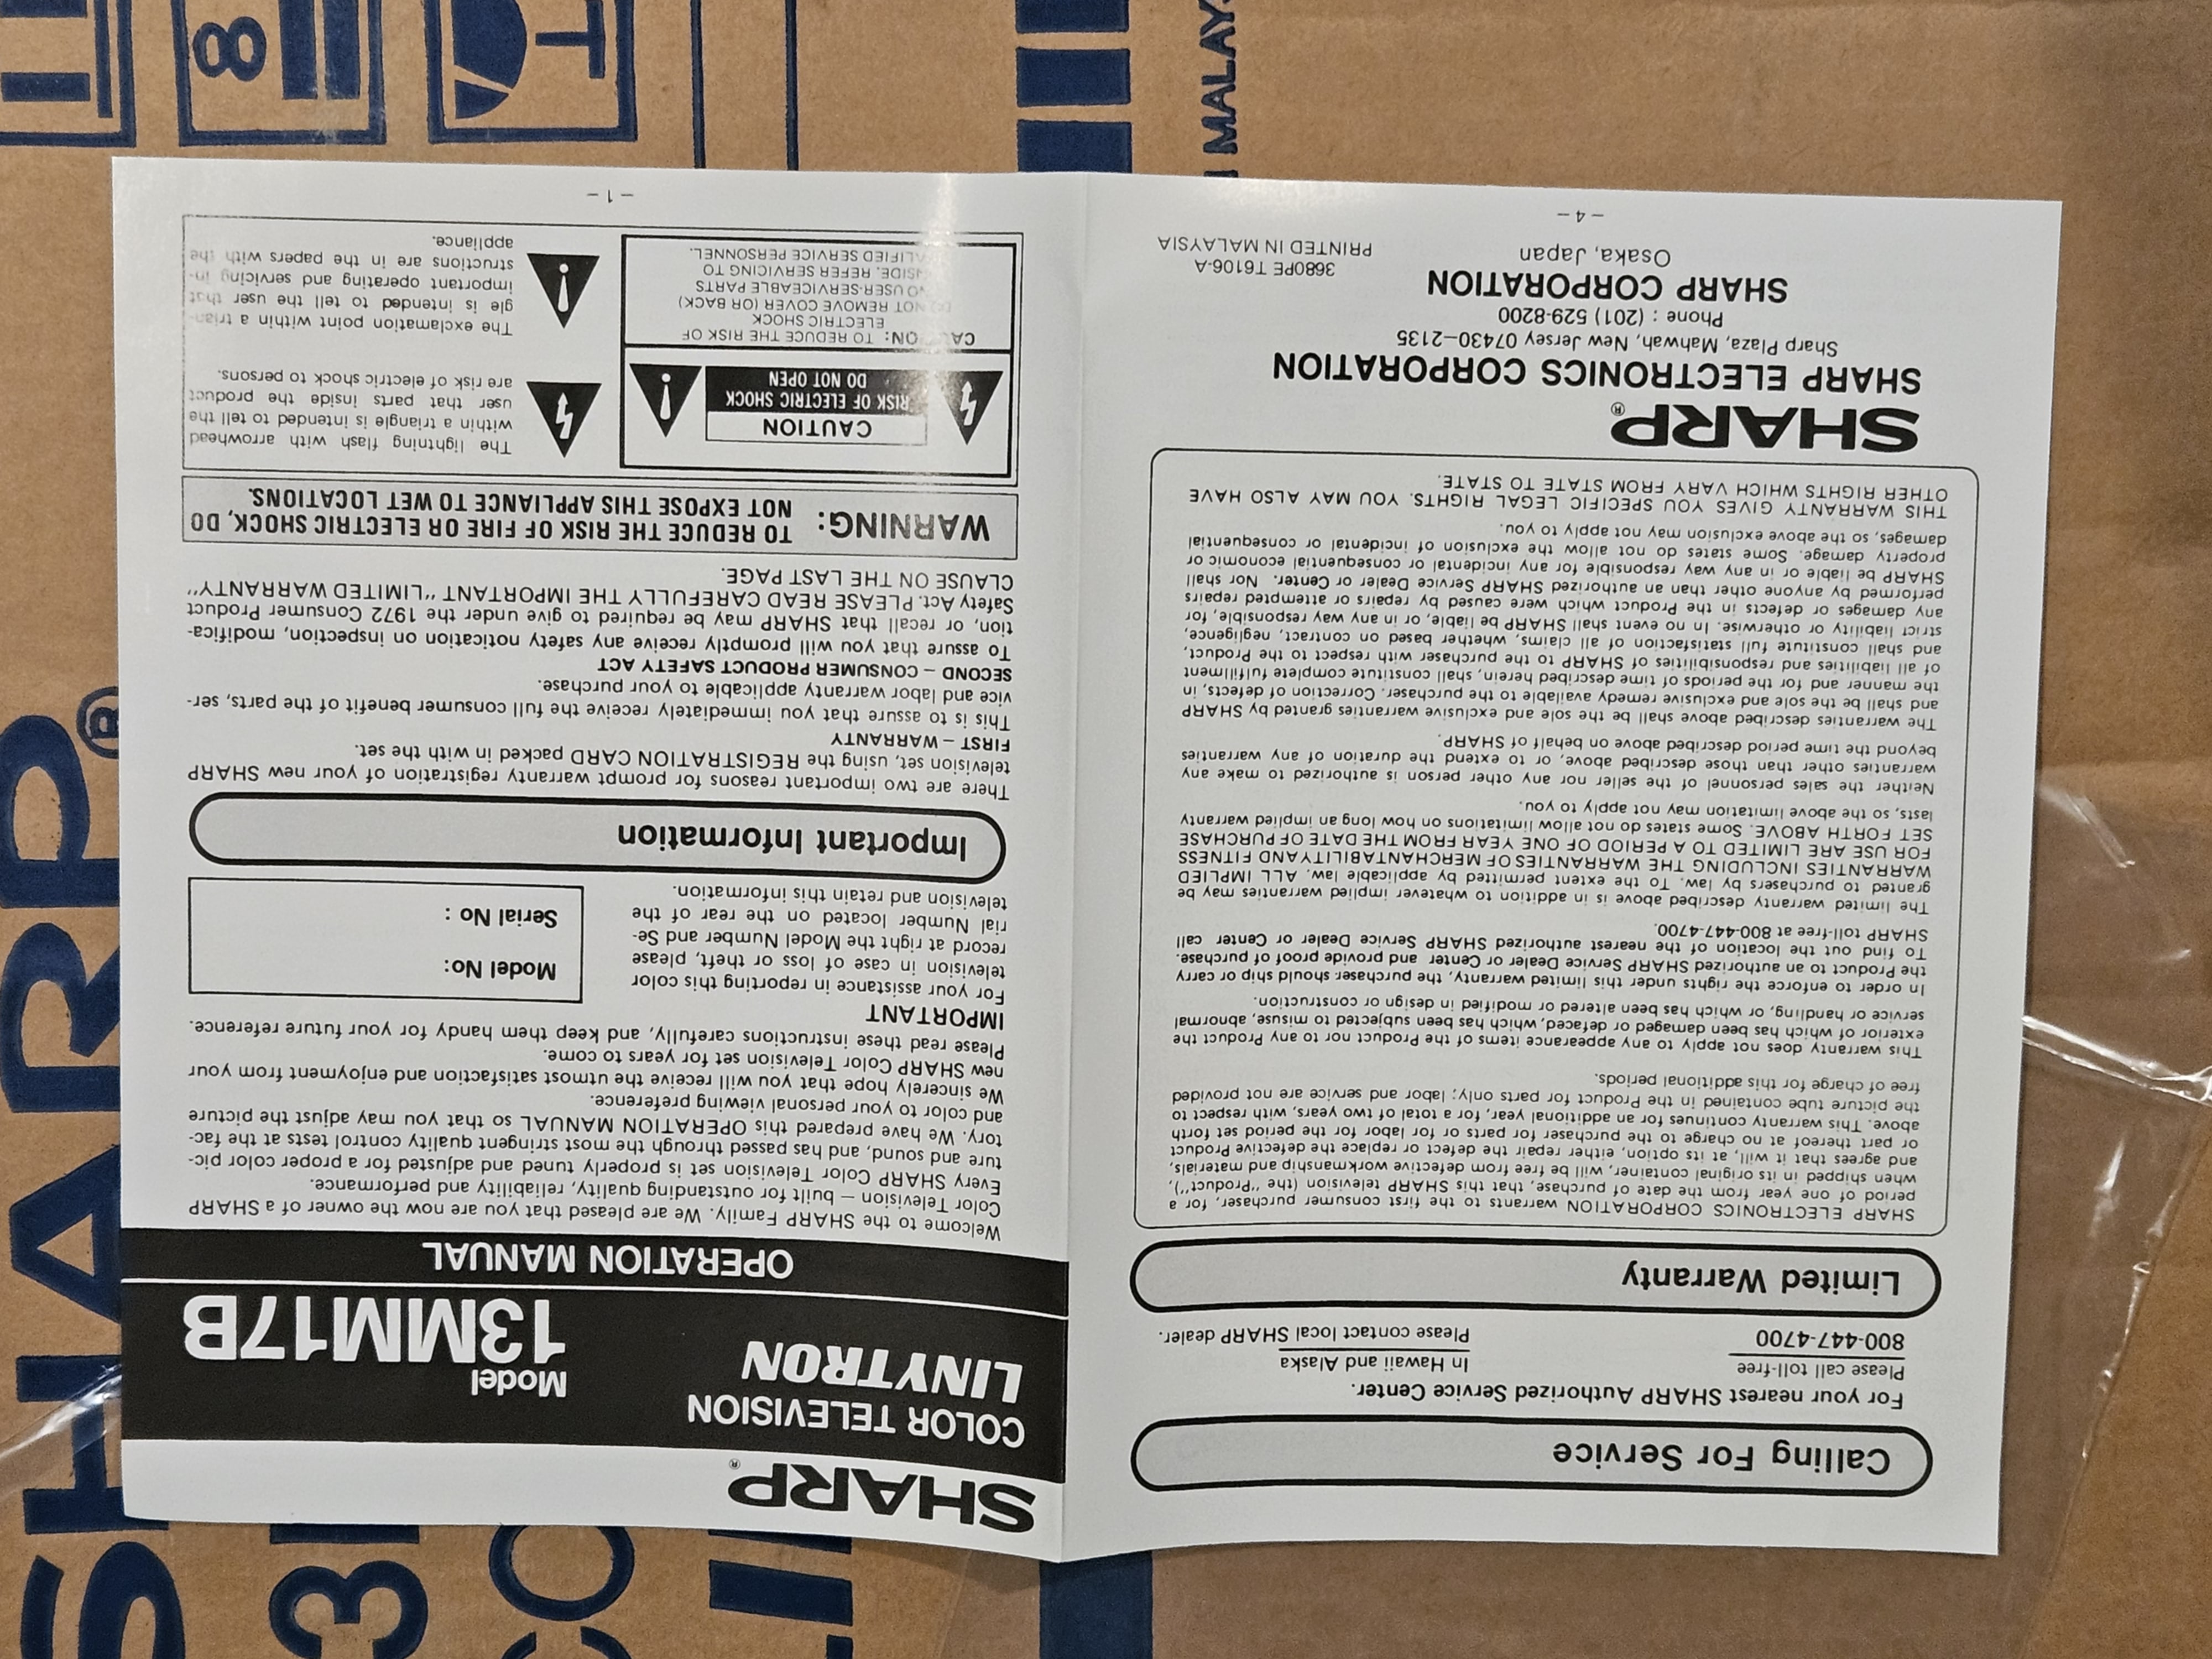 Calling For Service
For your nearest SHARP Authorized Service Center.
Please call toll-free
800-447-4700
In Hawaii and Alaska
Please contact local SHARP dealer.
Limited Warranty
SHARP ELECTRONICS CORPORATION warrants to the first consumer purchaser, for a
period of one year from the date of purchase, that this SHARP television (the "Product"),
when shipped in its original container, will be free from defective workmanship and materials,
and agrees that it will, at its option, either repair the defect or replace the defective Product
or part thereof at no charge to the purchaser for parts or for labor for the period set forth
above. This warranty continues for an additional year, for a total of two years, with respect to
the picture tube contained in the Product for parts only; labor and service are not provided
free of charge for this additional periods.
This warranty does not apply to any appearance items of the Product nor to any Product the
exterior of which has been damaged or defaced, which has been subjected to misuse, abnormal
service or handling, or which has been altered or modified in design or construction.
In order to enforce the rights under this limited warranty, the purchaser should ship or carry
the Product to an authorized SHARP Service Dealer or Center and provide proof of purchase.
To find out the location of the nearest authorized SHARP Service Dealer or Center call
SHARP toll-free at 800-447-4700.
The limited warranty described above is in addition to whatever implied warranties may be
granted to purchasers by law. To the extent permitted by applicable law, ALL IMPLIED
WARRANTIES INCLUDING THE WARRANTIES OF MERCHANTABILITY AND FITNESS
FOR USE ARE LIMITED TO A PERIOD OF ONE YEAR FROM THE DATE OF PURCHASE
SET FORTH ABOVE. Some states do not allow limitations on how long an implied warranty
lasts, so the above limitation may not apply to you.
Neither the sales personnel of the seller nor any other person is authorized to make any
warranties other than those described above, or to extend the duration of any warranties
beyond the time period described above on behalf of SHARP.
The warranties described above shall be the sole and exclusive warranties granted by SHARP
and shall be the sole and exclusive remedy available to the purchaser. Correction of defects, in
the manner and for the periods of time described herein, shall constitute complete fulfillment
of all liabilities and responsibilities of SHARP to the purchaser with respect to the Product,
and shall constitute full satisfaction of all claims, whether based on contract, negligence,
strict liability or otherwise. In no event shall SHARP be liable, or in any way responsible, for
any damages or defects in the Product which were caused by repairs or attempted repairs
performed by anyone other than an authorized SHARP Service Dealer or Center. Nor shall
SHARP be liable or in any way responsible for any incidental or consequential economic or
property damage. Some states do not allow the exclusion of incidental or consequential
damages, so the above exclusion may not apply to you.
THIS WARRANTY GIVES YOU SPECIFIC LEGAL RIGHTS. YOU MAY ALSO HAVE
OTHER RIGHTS WHICH VARY FROM STATE TO STATE.
SHARP®
SHARP ELECTRONICS CORPORATION
Sharp Plaza, Mahwah, New Jersey 07430–2135
Phone : (201) 529-8200
SHARP CORPORATION
Osaka, Japan
3680PE T6106-A
PRINTED IN MALAYSIA
– 4 –
SHARP®
COLOR TELEVISION
LINYTRON
Model
13MM17B
OPERATION MANUAL
Welcome to the SHARP Family. We are pleased that you are now the owner of a SHARP
Color Television – built for outstanding quality, reliability and performance.
Every SHARP Color Television set is properly tuned and adjusted for a proper color pic-
ture and sound, and has passed through the most stringent quality control tests at the fac-
tory. We have prepared this OPERATION MANUAL so that you may adjust the picture
and color to your personal viewing preference.
We sincerely hope that you will receive the utmost satisfaction and enjoyment from your
new SHARP Color Television set for years to come.
Please read these instructions carefully, and keep them handy for your future reference.
IMPORTANT
For your assistance in reporting this color
television in case of loss or theft, please
record at right the Model Number and Se-
rial Number located on the rear of the
television and retain this information.
Model No:
Serial No :
Important Information
There are two important reasons for prompt warranty registration of your new SHARP
television set, using the REGISTRATION CARD packed in with the set.
FIRST – WARRANTY
This is to assure that you immediately receive the full consumer benefit of the parts, ser-
vice and labor warranty applicable to your purchase.
SECOND – CONSUMER PRODUCT SAFETY ACT
To assure that you will promptly receive any safety notification on inspection, modifica-
tion, or recall that SHARP may be required to give under the 1972 Consumer Product
Safety Act. PLEASE READ CAREFULLY THE IMPORTANT "LIMITED WARRANTY"
CLAUSE ON THE LAST PAGE.
WARNING: TO REDUCE THE RISK OF FIRE OR ELECTRIC SHOCK, DO
NOT EXPOSE THIS APPLIANCE TO WET LOCATIONS.
CAUTION
RISK OF ELECTRIC SHOCK
DO NOT OPEN
CAUTION: TO REDUCE THE RISK OF
ELECTRIC SHOCK
DO NOT REMOVE COVER (OR BACK)
NO USER-SERVICEABLE PARTS
INSIDE. REFER SERVICING TO
QUALIFIED SERVICE PERSONNEL.
The lightning flash with arrowhead
within a triangle is intended to tell the
user that parts inside the product
are risk of electric shock to persons.
The exclamation point within a trian-
gle is intended to tell the user that
important operating and servicing in-
structions are in the papers with the
appliance.
– 1 –
SHARP®
8
MALAY